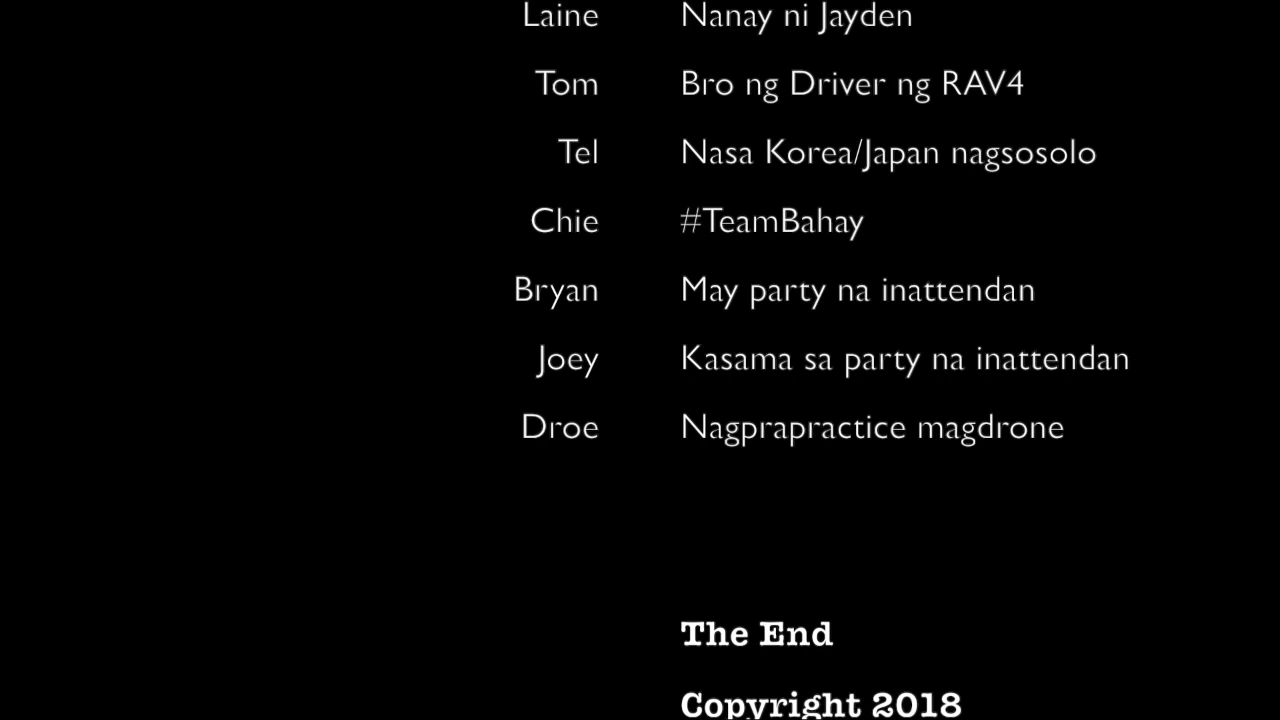 Laine Nanay ni Jayden
Tom Bro ng Driver ng RAV4
Tel Nasa Korea/Japan nagsosolo
Chie #TeamBahay
Bryan May party na inattendan
Joey Kasama sa party na inattendan
Droe Nagprapractice magdrone
The End
Copyright 2018